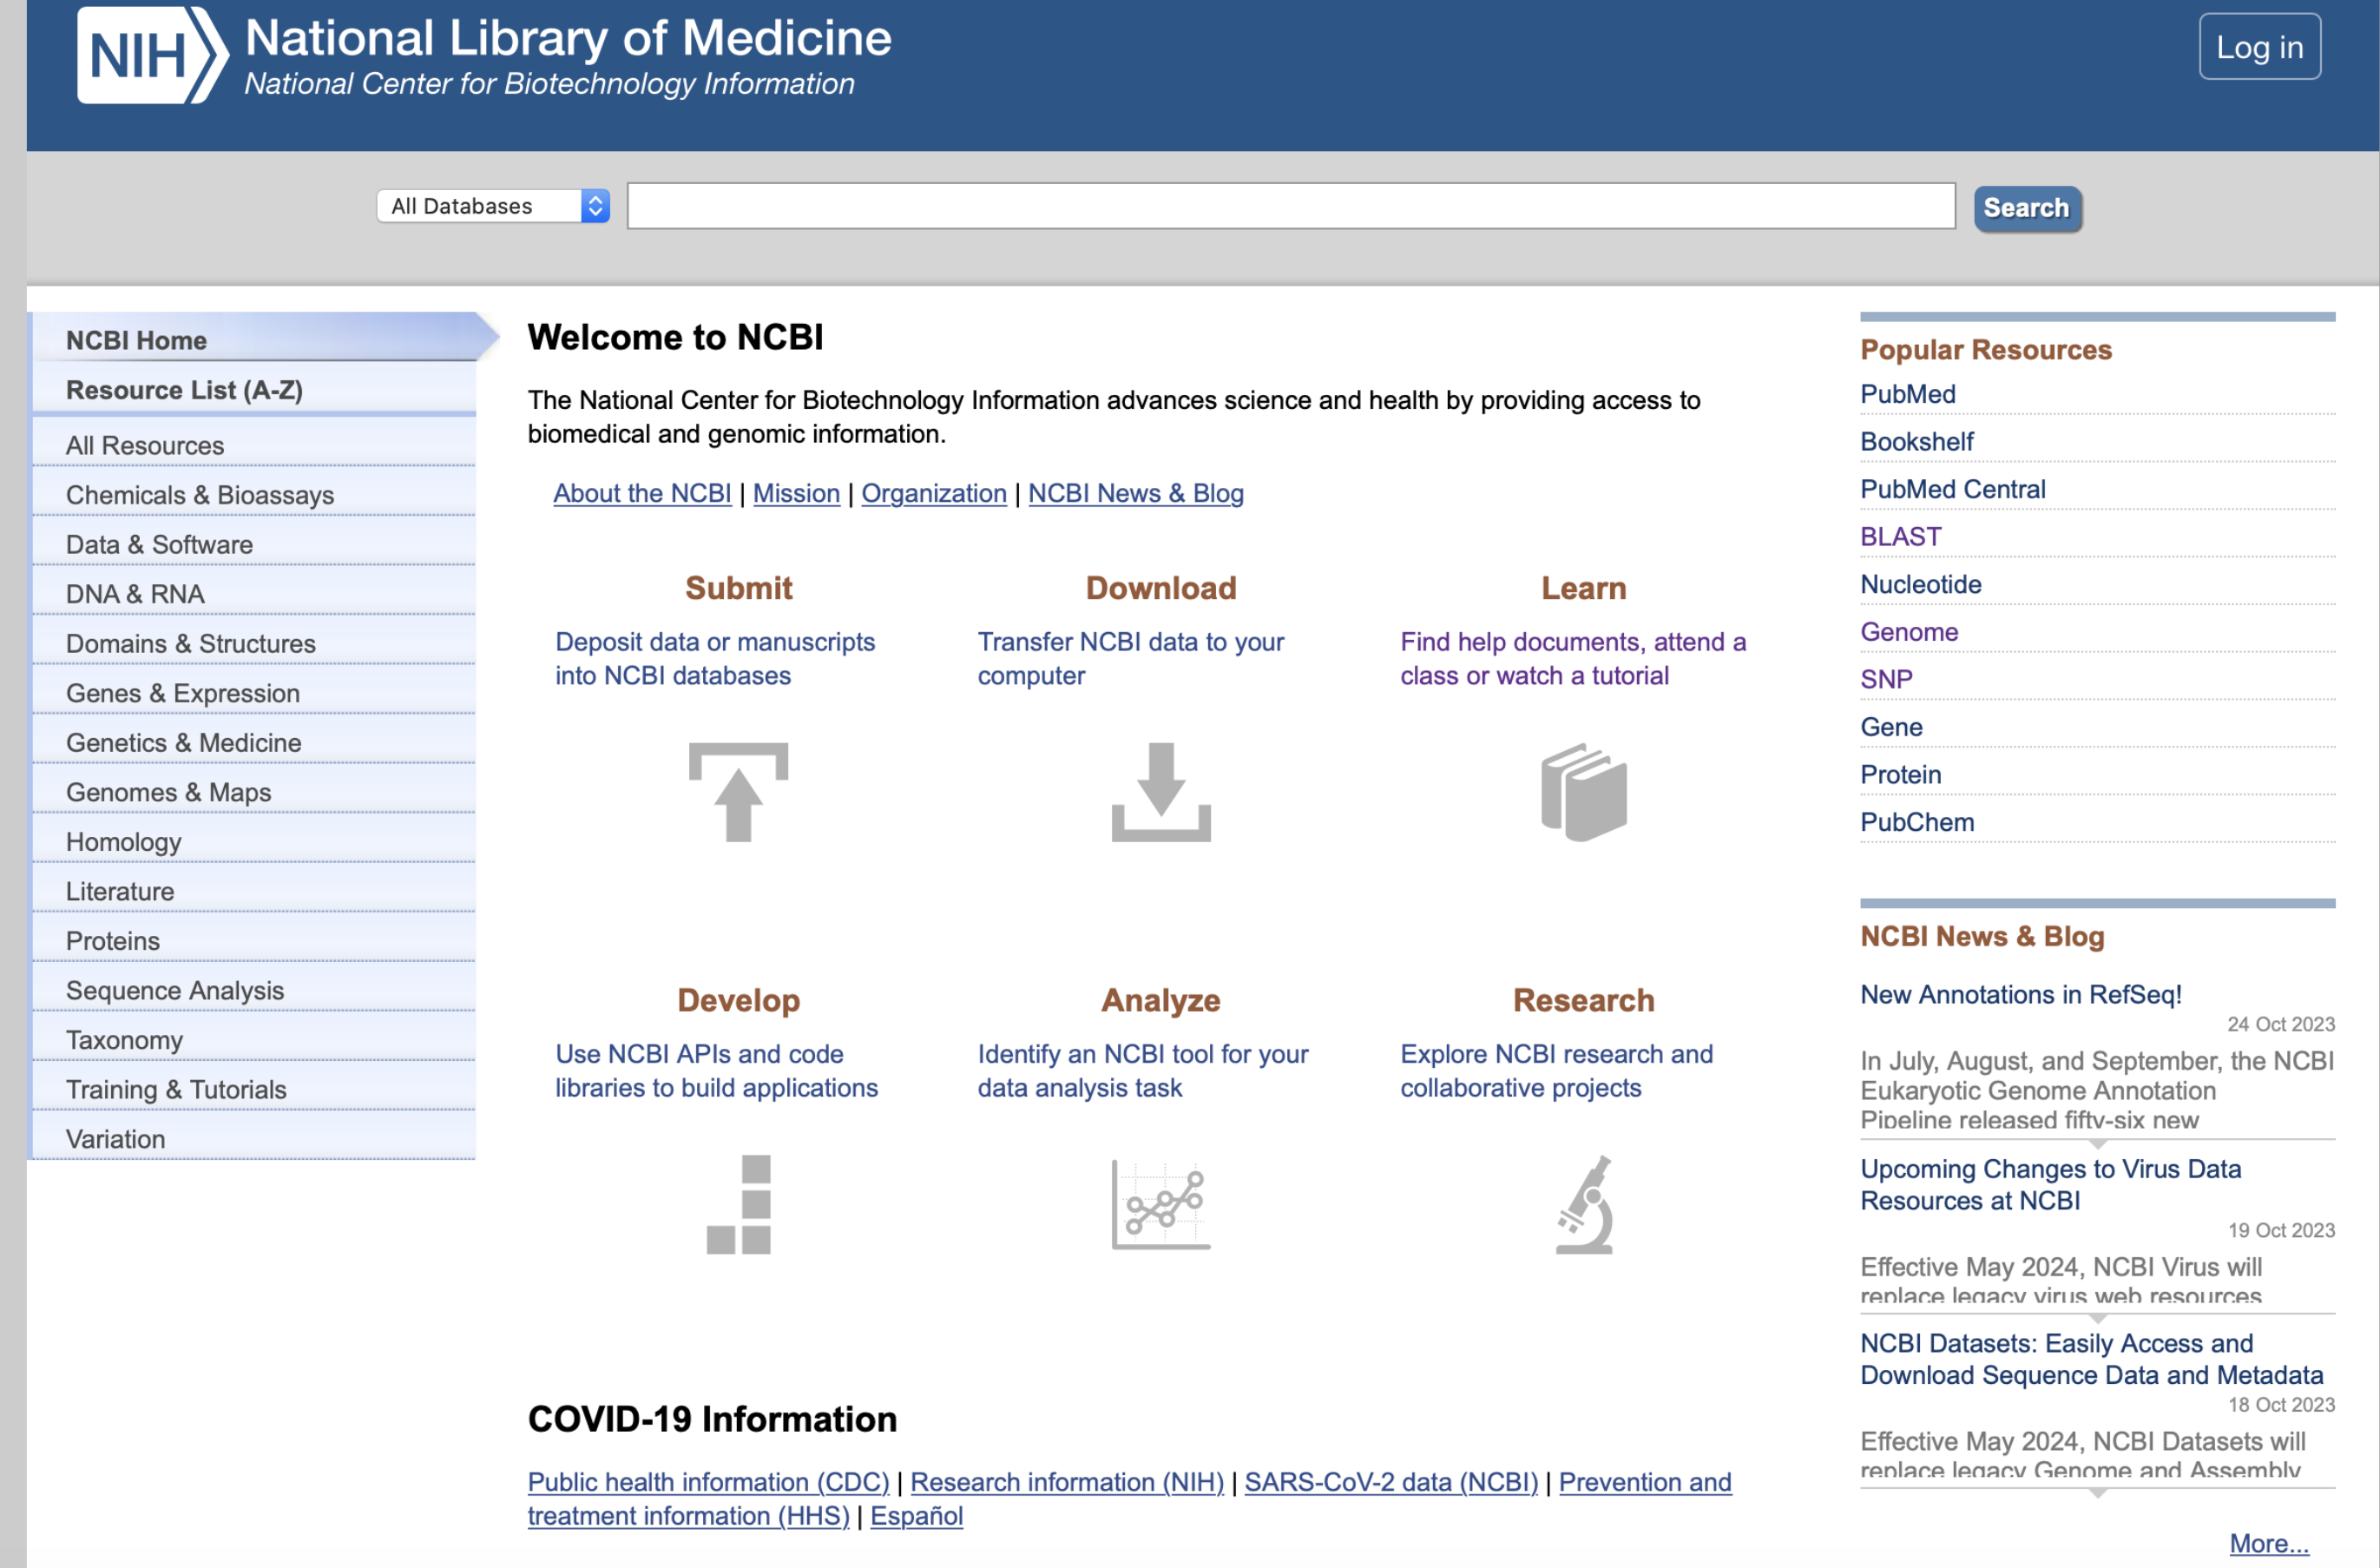 NIH
National Library of Medicine
National Center for Biotechnology Information
Log in
All Databases
Search
NCBI Home
Resource List (A-Z)
All Resources
Chemicals & Bioassays
Data & Software
DNA & RNA
Domains & Structures
Genes & Expression
Genetics & Medicine
Genomes & Maps
Homology
Literature
Proteins
Sequence Analysis
Taxonomy
Training & Tutorials
Variation
Welcome to NCBI
The National Center for Biotechnology Information advances science and health by providing access to
biomedical and genomic information.
About the NCBI | Mission | Organization | NCBI News & Blog
Submit
Deposit data or manuscripts
into NCBI databases
Download
Transfer NCBI data to your
computer
Learn
Find help documents, attend a
class or watch a tutorial
Develop
Use NCBI APIs and code
libraries to build applications
Analyze
Identify an NCBI tool for your
data analysis task
Research
Explore NCBI research and
collaborative projects
COVID-19 Information
Public health information (CDC) | Research information (NIH) | SARS-CoV-2 data (NCBI) | Prevention and
treatment information (HHS) | Español
Popular Resources
PubMed
Bookshelf
PubMed Central
BLAST
Nucleotide
Genome
SNP
Gene
Protein
PubChem
NCBI News & Blog
New Annotations in RefSeq!
24 Oct 2023
In July, August, and September, the NCBI
Eukaryotic Genome Annotation
Pipeline released fifty-six new
Upcoming Changes to Virus Data
Resources at NCBI
19 Oct 2023
Effective May 2024, NCBI Virus will
replace legacy virus web resources
NCBI Datasets: Easily Access and
Download Sequence Data and Metadata
18 Oct 2023
Effective May 2024, NCBI Datasets will
replace legacy Genome and Assembly
More...